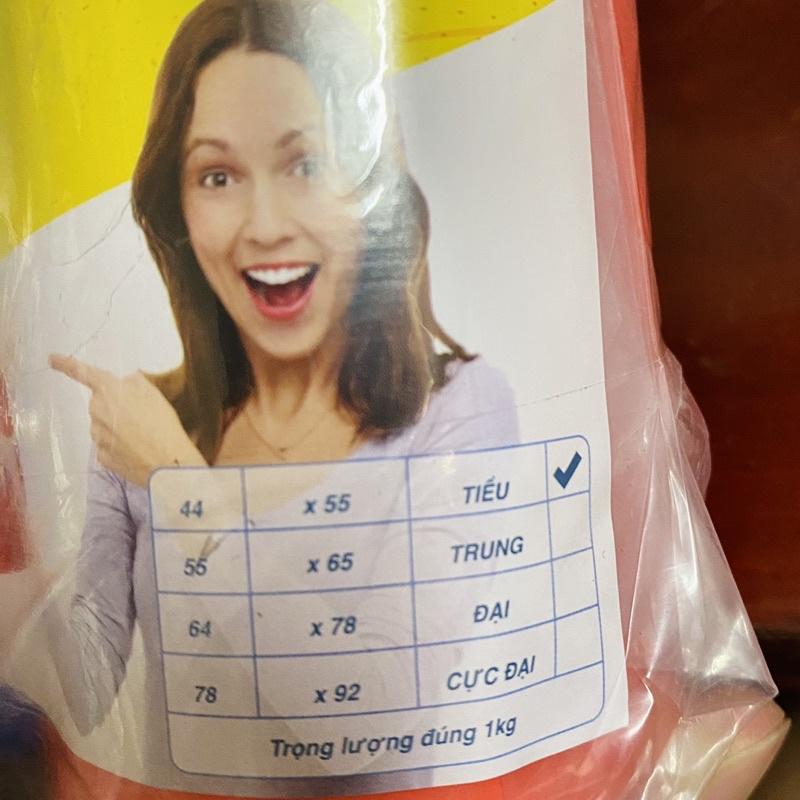 44 x 55 TIỂU ✓
55 x 65 TRUNG
64 x 78 ĐẠI
78 x 92 CỰC ĐẠI
Trọng lượng đúng 1kg